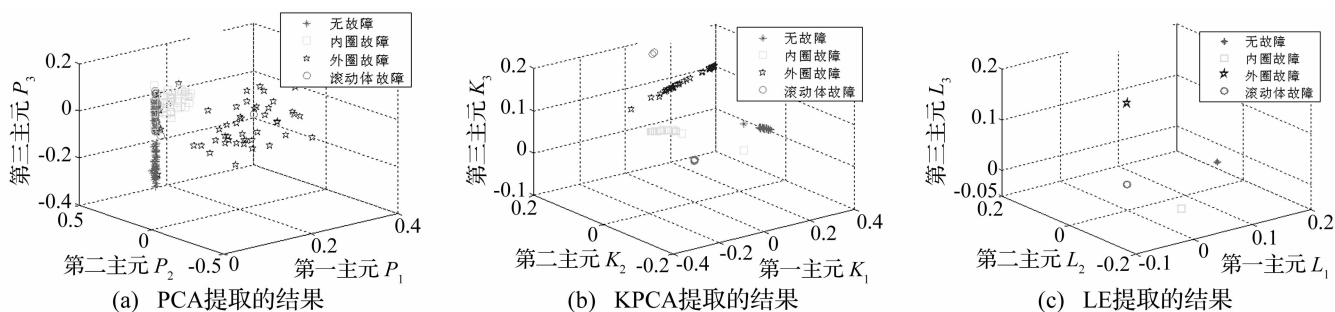 无故障
内圈故障
外圈故障
滚动体故障
第三主元 P3
0.2
0
-0.2
-0.4
0.5
0
-0.5
0
0.2
0.4
第二主元 P2
第一主元 P1
(a) PCA提取的结果
无故障
内圈故障
外圈故障
滚动体故障
第三主元 K3
0.2
0.1
0
-0.1
0.2
0
-0.2
-0.4
0
0.2
0.4
第二主元 K2
第一主元 K1
(b) KPCA提取的结果
无故障
内圈故障
外圈故障
滚动体故障
第三主元 L3
0.2
0.1
0
-0.05
0.2
0
-0.2
-0.1
0
0.1
0.2
第二主元 L2
第一主元 L1
(c) LE提取的结果